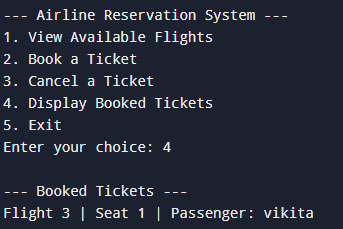 --- Airline Reservation System ---
1. View Available Flights
2. Book a Ticket
3. Cancel a Ticket
4. Display Booked Tickets
5. Exit
Enter your choice: 4
--- Booked Tickets ---
Flight 3 | Seat 1 | Passenger: vikita